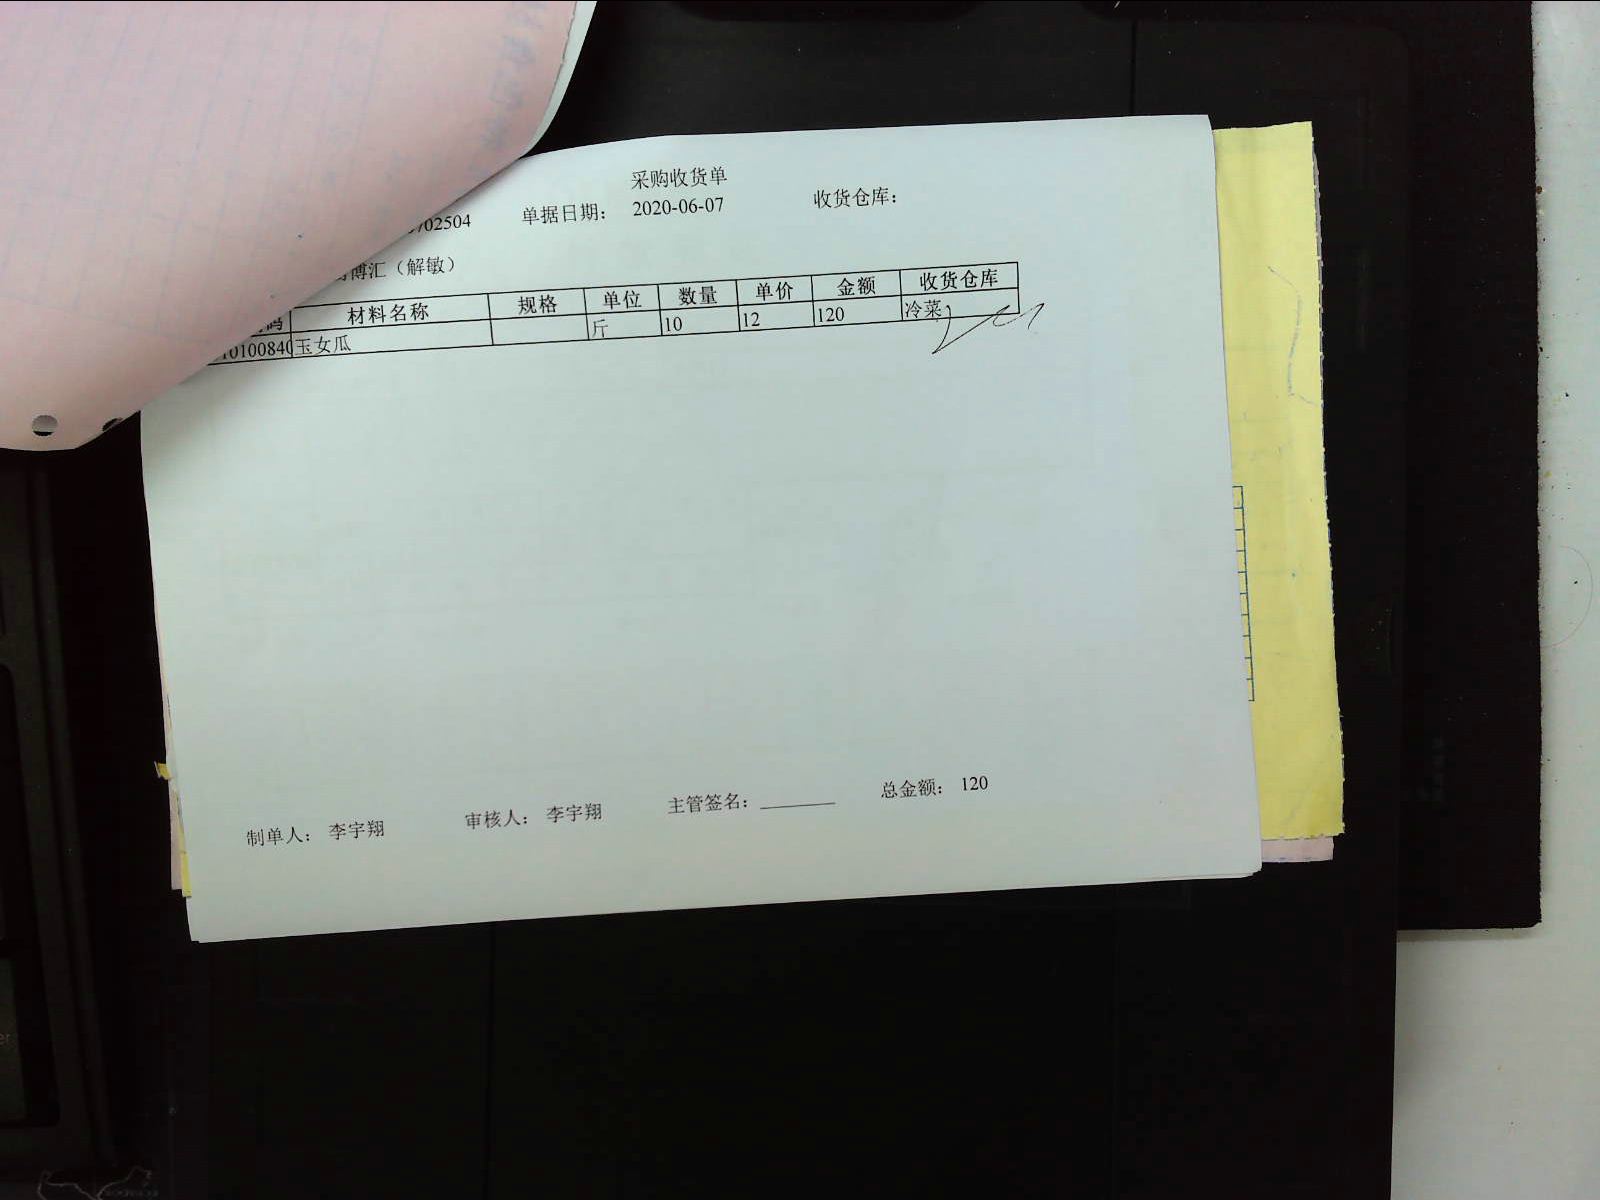 采购收货单
702504 单据日期： 2020-06-07 收货仓库：
博汇（解敏）
码 材料名称 规格 单位 数量 单价 金额 收货仓库
10100840 玉女瓜 斤 10 12 120 冷菜
制单人： 李宇翔 审核人： 李宇翔 主管签名： 总金额： 120